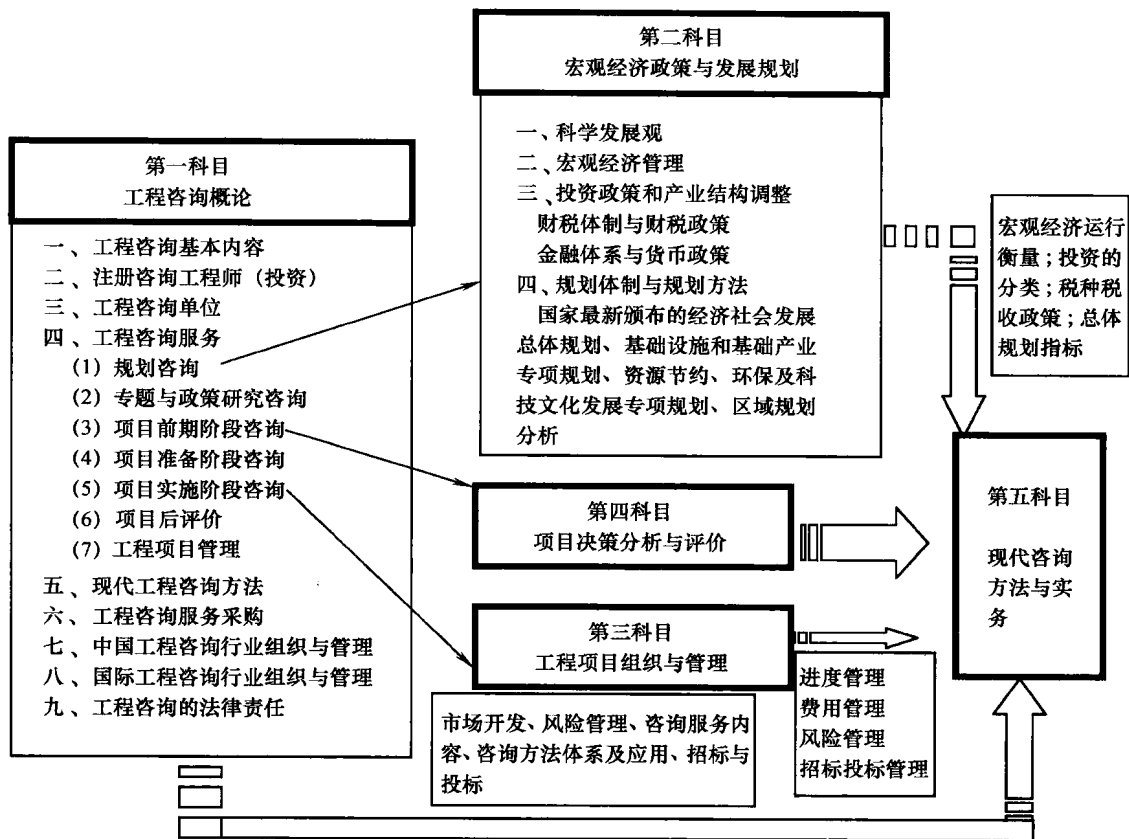 第一科目
工程咨询概论
一、工程咨询基本内容
二、注册咨询工程师（投资）
三、工程咨询单位
四、工程咨询服务
(1) 规划咨询
(2) 专题与政策研究咨询
(3) 项目前期阶段咨询
(4) 项目准备阶段咨询
(5) 项目实施阶段咨询
(6) 项目后评价
(7) 工程项目管理
五、现代工程咨询方法
六、工程咨询服务采购
七、中国工程咨询行业组织与管理
八、国际工程咨询行业组织与管理
九、工程咨询的法律责任
第二科目
宏观经济政策与发展规划
一、科学发展观
二、宏观经济管理
三、投资政策和产业结构调整
财税体制与财税政策
金融体系与货币政策
四、规划体制与规划方法
国家最新颁布的经济社会发展
总体规划、基础设施和基础产业
专项规划、资源节约、环保及科
技文化发展专项规划、区域规划
分析
宏观经济运行
衡量；投资的
分类；税种税
收政策；总体
规划指标
第四科目
项目决策分析与评价
第三科目
工程项目组织与管理
市场开发、风险管理、咨询服务内
容、咨询方法体系及应用、招标与
投标
进度管理
费用管理
风险管理
招标投标管理
第五科目
现代咨询
方法与实
务